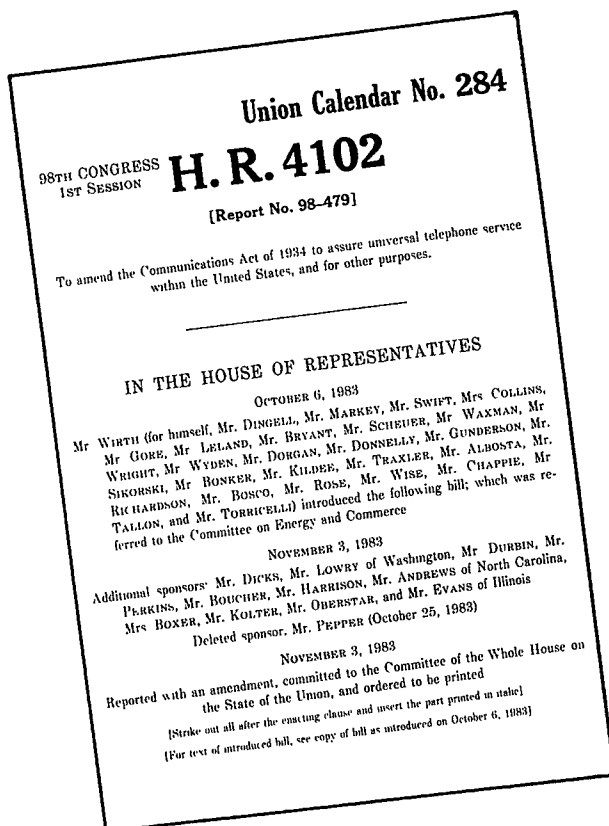 Union Calendar No. 284
98TH CONGRESS
1ST SESSION
H. R. 4102
[Report No. 98–479]
To amend the Communications Act of 1934 to assure universal telephone service
within the United States, and for other purposes.
IN THE HOUSE OF REPRESENTATIVES
OCTOBER 6, 1983
Mr WIRTH (for himself, Mr. DINGELL, Mr. MARKEY, Mr. SWIFT, Mrs COLLINS,
Mr GORE, Mr LELAND, Mr. BRYANT, Mr. SCHEUER, Mr WAXMAN, Mr
WRIGHT, Mr WYDEN, Mr. DORGAN, Mr. DONNELLY, Mr. GUNDERSON, Mr.
SIKORSKI, Mr BONKER, Mr. KILDEE, Mr. TRAXLER, Mr. ALBOSTA, Mr.
RICHARDSON, Mr. BOSCO, Mr. ROSE, Mr. WISE, Mr. CHAPPIE, Mr
TALLON, and Mr. TORRICELLI) introduced the following bill; which was re-
ferred to the Committee on Energy and Commerce
NOVEMBER 3, 1983
Additional sponsors· Mr. DICKS, Mr. LOWRY of Washington, Mr DURBIN, Mr.
PERKINS, Mr. BOUCHER, Mr. HARRISON, Mr. ANDREWS of North Carolina,
Mrs BOXER, Mr. KOLTER, Mr. OBERSTAR, and Mr. EVANS of Illinois
Deleted sponsor, Mr. PEPPER (October 25, 1983)
NOVEMBER 3, 1983
Reported with an amendment, committed to the Committee of the Whole House on
the State of the Union, and ordered to be printed
[Strike out all after the enacting clause and insert the part printed in italic]
[For text of introduced bill, see copy of bill as introduced on October 6, 1983]